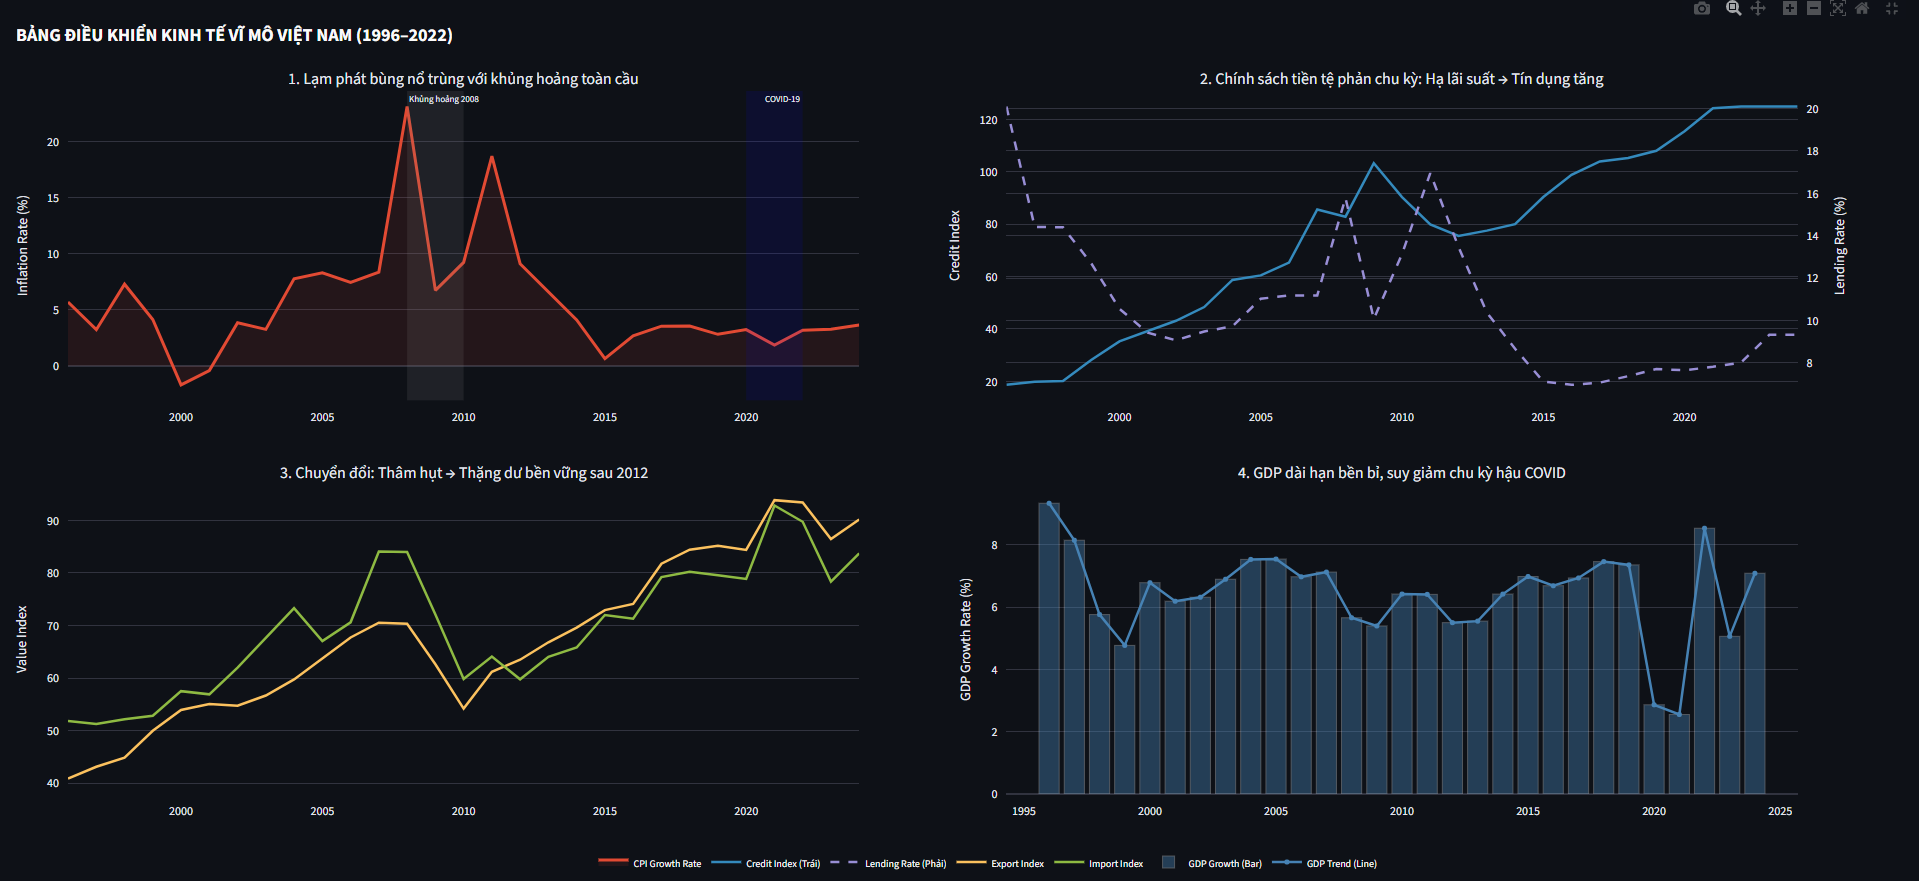 BẢNG ĐIỀU KHIỂN KINH TẾ VĨ MÔ VIỆT NAM (1996–2022)
1. Lạm phát bùng nổ trùng với khủng hoảng toàn cầu
Khủng hoảng 2008
COVID-19
Inflation Rate (%)
20
15
10
5
0
2000
2005
2010
2015
2020
2. Chính sách tiền tệ phản chu kỳ: Hạ lãi suất → Tín dụng tăng
Credit Index
120
100
80
60
40
20
20
18
16
14
12
10
8
Lending Rate (%)
2000
2005
2010
2015
2020
3. Chuyển đổi: Thâm hụt → Thặng dư bền vững sau 2012
Value Index
90
80
70
60
50
40
2000
2005
2010
2015
2020
4. GDP dài hạn bền bỉ, suy giảm chu kỳ hậu COVID
GDP Growth Rate (%)
8
6
4
2
0
1995
2000
2005
2010
2015
2020
2025
CPI Growth Rate
Credit Index (Trái)
Lending Rate (Phải)
Export Index
Import Index
GDP Growth (Bar)
GDP Trend (Line)